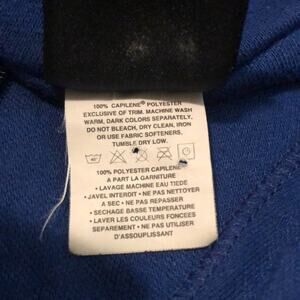 100% CAPILENE® POLYESTER
EXCLUSIVE OF TRIM. MACHINE WASH
WARM, DARK COLORS SEPARATELY,
DO NOT BLEACH, DRY CLEAN, IRON
OR USE FABRIC SOFTENERS,
TUMBLE DRY LOW.
40°
100% POLYESTER CAPILENE
A PART LA GARNITURE
• LAVAGE MACHINE EAU TIEDE
• JAVEL INTERDIT • NE PAS NETTOYER
A SEC • NE PAS REPASSER
• SECHAGE BASSE TEMPERATURE
• LAVER LES COULEURS FONCEES
SEPAREMENT • NE PAS UTILISER
D'ASSOUPLISSANT